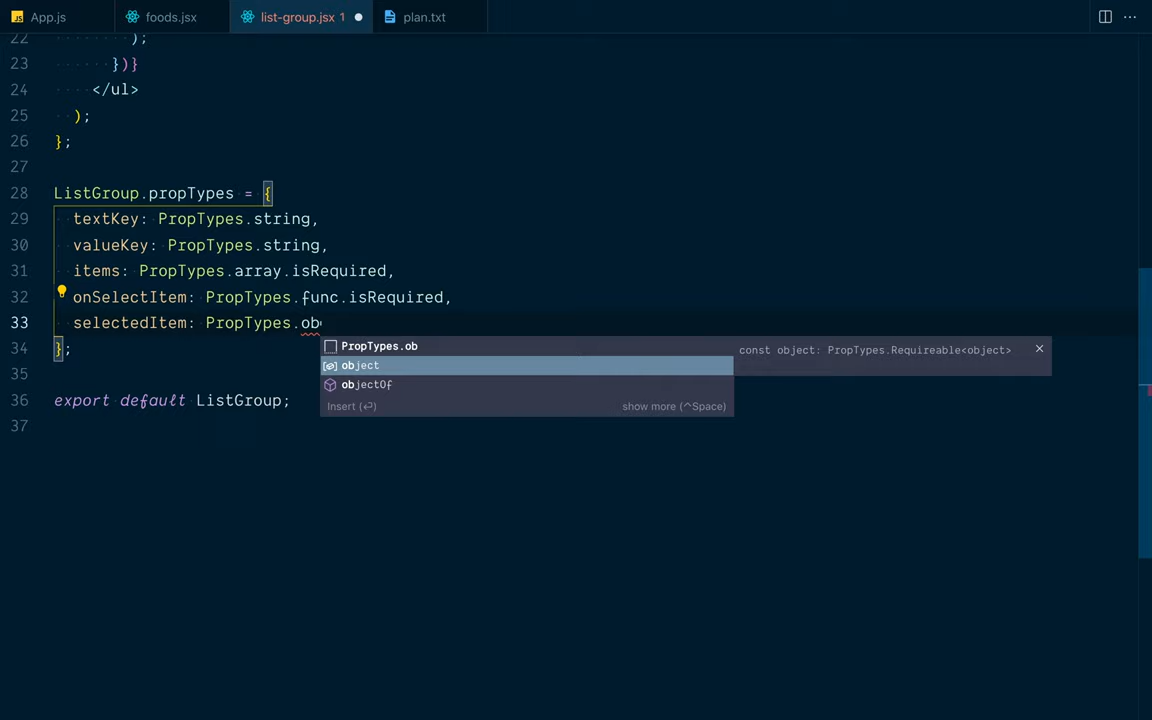 JS App.js foods.jsx list-group.jsx 1 plan.txt ...
22 );
23 })}
24 </ul>
25 );
26 };
27
28 ListGroup.propTypes = {
29 textKey: PropTypes.string,
30 valueKey: PropTypes.string,
31 items: PropTypes.array.isRequired,
32 onSelectItem: PropTypes.func.isRequired,
33 selectedItem: PropTypes.ob
PropTypes.ob
object
const object: PropTypes.Requireable<object>
objectOf
Insert (⏎) show more (^Space)
34 };
35
36 export default ListGroup;
37